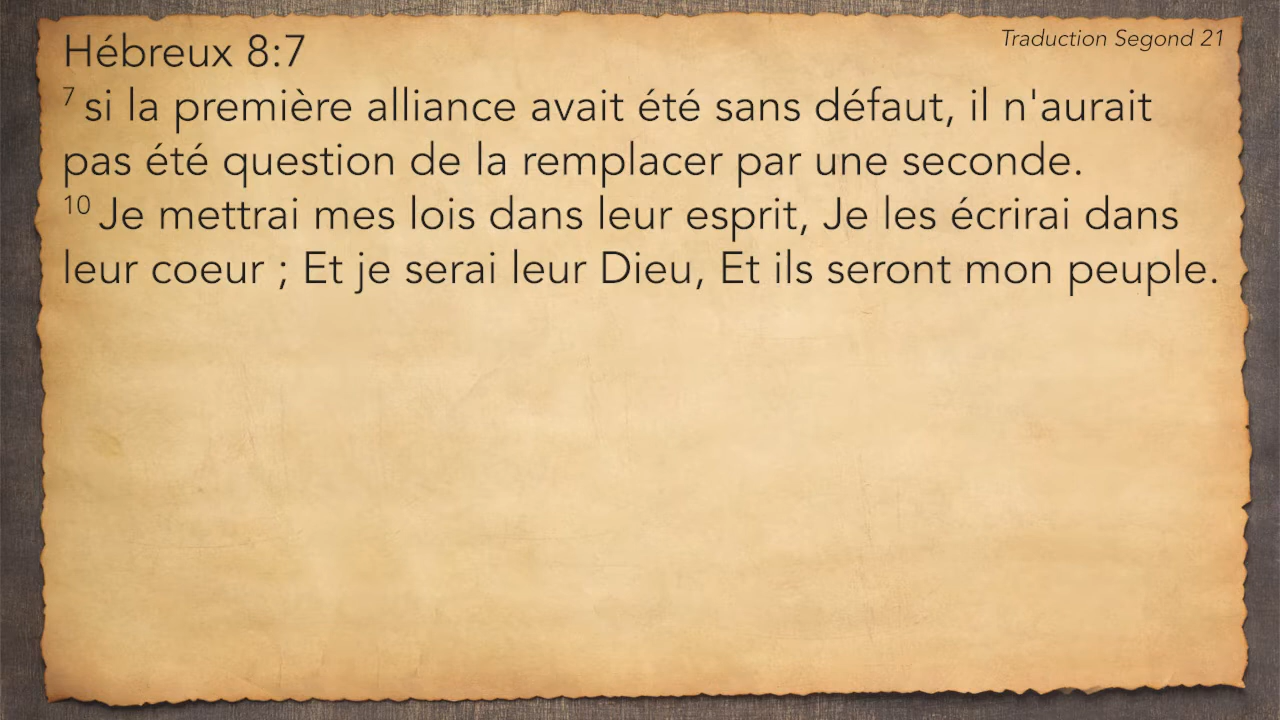 Hébreux 8:7
Traduction Segond 21
7 si la première alliance avait été sans défaut, il n'aurait
pas été question de la remplacer par une seconde.
10 Je mettrai mes lois dans leur esprit, Je les écrirai dans
leur coeur ; Et je serai leur Dieu, Et ils seront mon peuple.